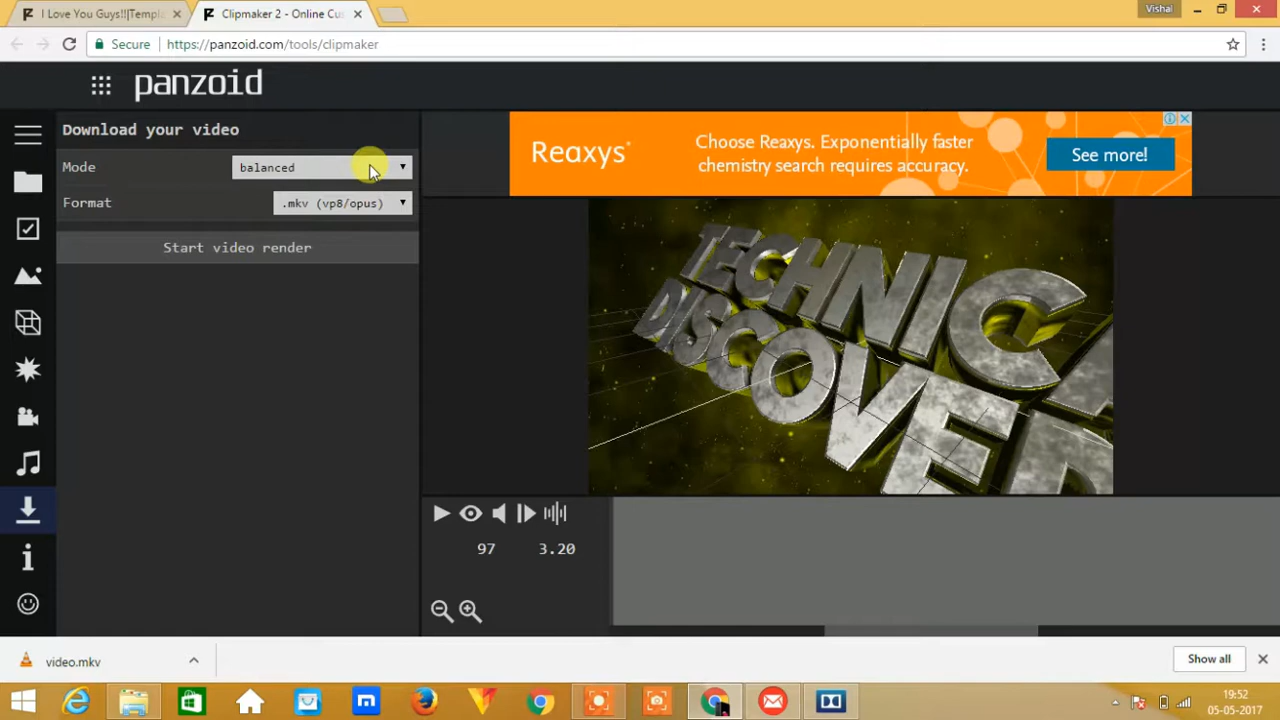 I Love You Guys!!|Templ
Clipmaker 2 - Online Cu
Vishal
Secure
https://panzoid.com/tools/clipmaker
panzoid
Download your video
Mode
balanced
Format
.mkv (vp8/opus)
Start video render
Reaxys
Choose Reaxys. Exponentially faster
chemistry search requires accuracy.
See more!
TECHNICA
DISCOVERD
97
3.20
video.mkv
Show all
19:52
05-05-2017